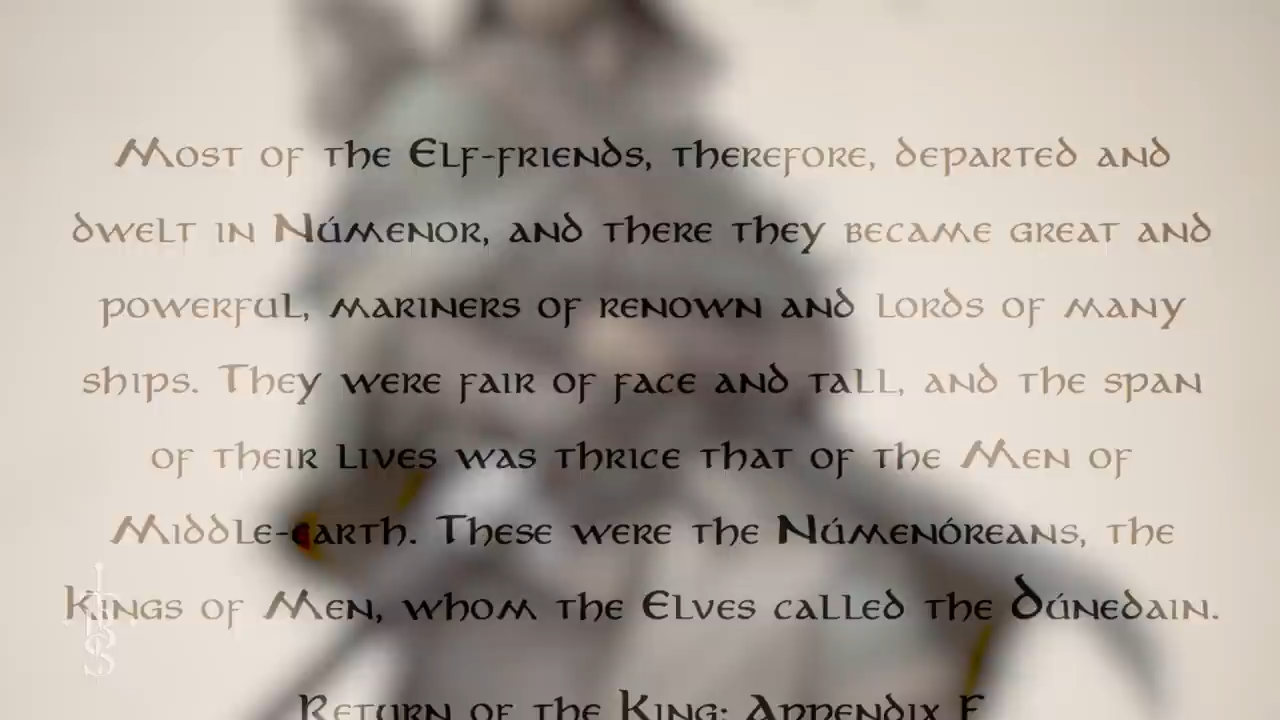 Most of the Elf-friends, therefore, departed and
dwelt in Númenor, and there they became great and
powerful, mariners of renown and lords of many
ships. They were fair of face and tall, and the span
of their lives was thrice that of the Men of
Middle-earth. These were the Númenóreans, the
Kings of Men, whom the Elves called the Dúnedain.
Return of the King: Appendix F